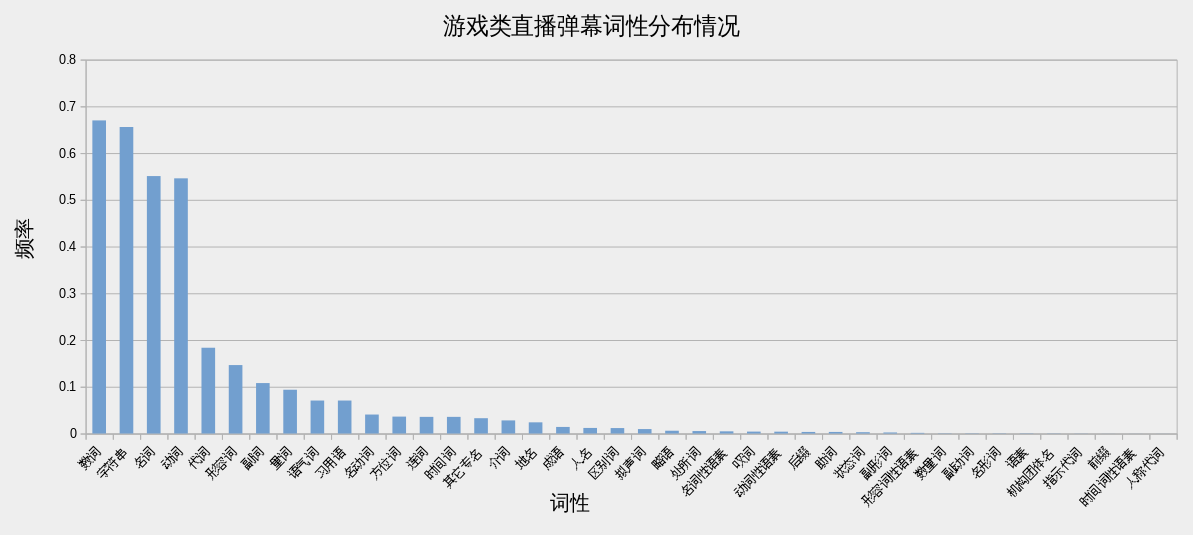 游戏类直播弹幕词性分布情况
频率
0.8
0.7
0.6
0.5
0.4
0.3
0.2
0.1
0
数词
字符串
名词
动词
代词
形容词
副词
量词
语气词
习用语
名动词
方位词
连词
时间词
其它专名
介词
地名
成语
人名
区别词
拟声词
略语
处所词
名词性语素
叹词
动词性语素
后缀
助词
状态词
副形词
形容词性语素
数量词
副动词
名形词
语素
机构团体名
指示代词
前缀
时间词性语素
人称代词
词性